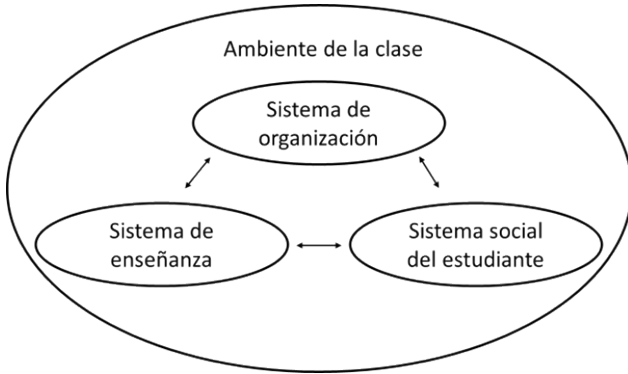 Ambiente de la clase
Sistema de
organización
Sistema de
enseñanza
Sistema social
del estudiante